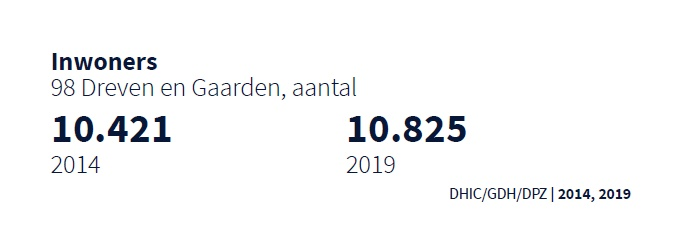 Inwoners
98 Dreven en Gaarden, aantal
10.421 10.825
2014 2019
DHIC/GDH/DPZ | 2014, 2019